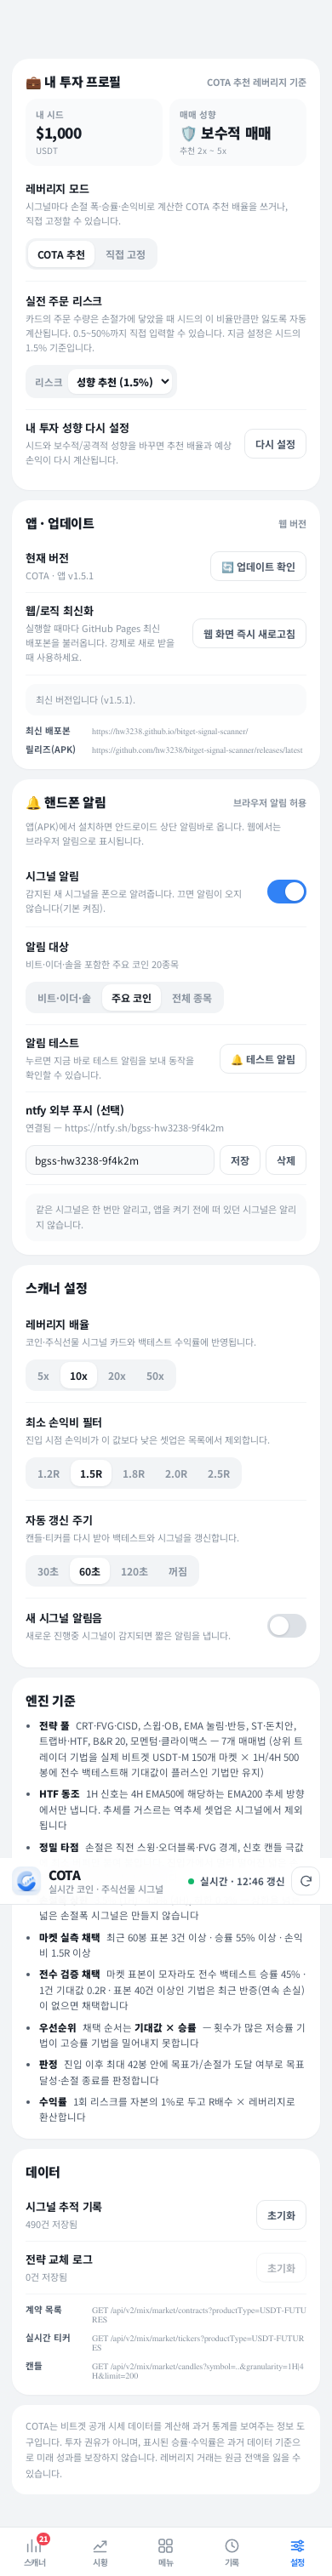 💼 내 투자 프로필
COTA 추천 레버리지 기준
내 시드
$1,000
USDT
매매 성향
🛡️ 보수적 매매
추천 2x ~ 5x
레버리지 모드
시그널마다 손절 폭·승률·손익비로 계산한 COTA 추천 배율을 쓰거나,
직접 고정할 수 있습니다.
COTA 추천
직접 고정
실전 주문 리스크
카드의 주문 수량은 손절가에 닿았을 때 시드의 이 비율만큼만 잃도록 자동
계산됩니다. 0.5~50%까지 직접 입력할 수 있습니다. 지금 설정은 시드의
1.5% 기준입니다.
리스크 성향 추천 (1.5%)
내 투자 성향 다시 설정
시드와 보수적/공격적 성향을 바꾸면 추천 배율과 예상
손익이 다시 계산됩니다.
다시 설정
앱 · 업데이트
웹 버전
현재 버전
COTA · 앱 v1.5.1
🔄 업데이트 확인
웹/로직 최신화
실행할 때마다 GitHub Pages 최신
배포본을 불러옵니다. 강제로 새로 받을
때 사용하세요.
웹 화면 즉시 새로고침
최신 버전입니다 (v1.5.1).
최신 배포본 https://hw3238.github.io/bitget-signal-scanner/
릴리즈(APK) https://github.com/hw3238/bitget-signal-scanner/releases/latest
🔔 핸드폰 알림
브라우저 알림 허용
앱(APK)에서 설치하면 안드로이드 상단 알림바로 옵니다. 웹에서는
브라우저 알림으로 표시됩니다.
시그널 알림
감지된 새 시그널을 폰으로 알려줍니다. 끄면 알림이 오지
않습니다(기본 켜짐).
알림 대상
비트·이더·솔을 포함한 주요 코인 20종목
비트·이더·솔
주요 코인
전체 종목
알림 테스트
누르면 지금 바로 테스트 알림을 보내 동작을
확인할 수 있습니다.
🔔 테스트 알림
ntfy 외부 푸시 (선택)
연결됨 — https://ntfy.sh/bgss-hw3238-9f4k2m
bgss-hw3238-9f4k2m
저장
삭제
같은 시그널은 한 번만 알리고, 앱을 켜기 전에 떠 있던 시그널은 알리
지 않습니다.
스캐너 설정
레버리지 배율
코인·주식선물 시그널 카드와 백테스트 수익률에 반영됩니다.
5x 10x 20x 50x
최소 손익비 필터
진입 시점 손익비가 이 값보다 낮은 셋업은 목록에서 제외합니다.
1.2R 1.5R 1.8R 2.0R 2.5R
자동 갱신 주기
캔들·티커를 다시 받아 백테스트와 시그널을 갱신합니다.
30초 60초 120초 꺼짐
새 시그널 알림음
새로운 진행중 시그널이 감지되면 짧은 알림을 냅니다.
엔진 기준
• 전략 풀 CRT·FVG·CISD, 스윕·OB, EMA 눌림·반등, ST·돈치안,
트랩바·HTF, B&R 20, 모멘텀·클라이맥스 — 7개 매매법 (상위 트
레이더 기법을 실제 비트겟 USDT-M 150개 마켓 × 1H/4H 500
봉에 전수 백테스트해 기대값이 플러스인 기법만 유지)
• HTF 동조 1H 신호는 4H EMA50에 해당하는 EMA200 추세 방향
에서만 냅니다. 추세를 거스르는 역추세 셋업은 시그널에서 제외됩
니다
• 정밀 타점 손절은 직전 스윙·오더블록·FVG 경계, 신호 캔들 극값
COTA
실시간 코인 · 주식선물 시그널
실시간 · 12:46 갱신
넓은 손절폭 시그널은 만들지 않습니다
• 마켓 실측 채택 최근 60봉 표본 3건 이상 · 승률 55% 이상 · 손익
비 1.5R 이상
• 전수 검증 채택 마켓 표본이 모자라도 전수 백테스트 승률 45% ·
1건 기대값 0.2R · 표본 40건 이상인 기법은 최근 반증(연속 손실)
이 없으면 채택합니다
• 우선순위 채택 순서는 기대값 × 승률 — 횟수가 많은 저승률 기
법이 고승률 기법을 밀어내지 못합니다
• 판정 진입 이후 최대 42봉 안에 목표가/손절가 도달 여부로 목표
달성·손절 종료를 판정합니다
• 수익률 1회 리스크를 자본의 1%로 두고 R배수 × 레버리지로
환산합니다
데이터
시그널 추적 기록
490건 저장됨
초기화
전략 교체 로그
0건 저장됨
초기화
계약 목록 GET /api/v2/mix/market/contracts?productType=USDT-FUTU
RES
실시간 티커 GET /api/v2/mix/market/tickers?productType=USDT-FUTUR
ES
캔들 GET /api/v2/mix/market/candles?symbol=..&granularity=1H|4
H&limit=200
COTA는 비트겟 공개 시세 데이터를 계산해 과거 통계를 보여주는 정보 도
구입니다. 투자 권유가 아니며, 표시된 승률·수익률은 과거 데이터 기준으
로 미래 성과를 보장하지 않습니다. 레버리지 거래는 원금 전액을 잃을 수
있습니다.
21
스캐너 시황 메뉴 기록 설정